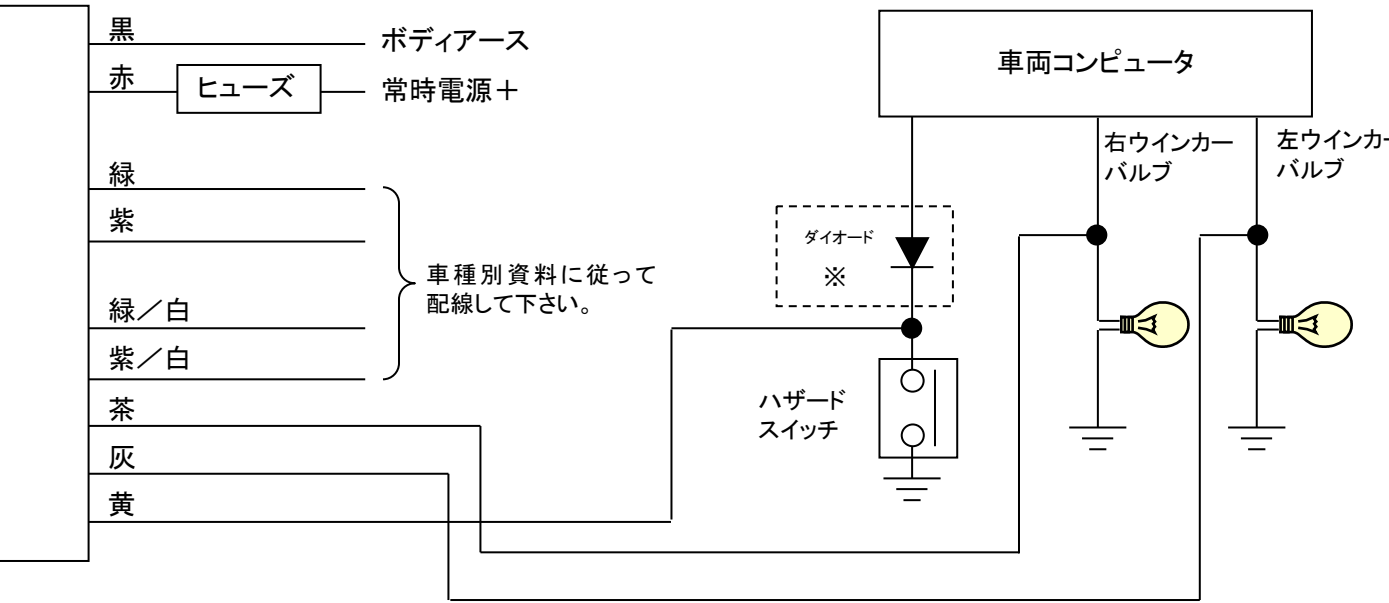 黒
ボディアース
赤
ヒューズ
常時電源＋
緑
紫
車種別資料に従って
配線して下さい。
緑／白
紫／白
茶
灰
黄
車両コンピュータ
右ウインカー
バルブ
左ウインカー
バルブ
ダイオード
※
ハザード
スイッチ